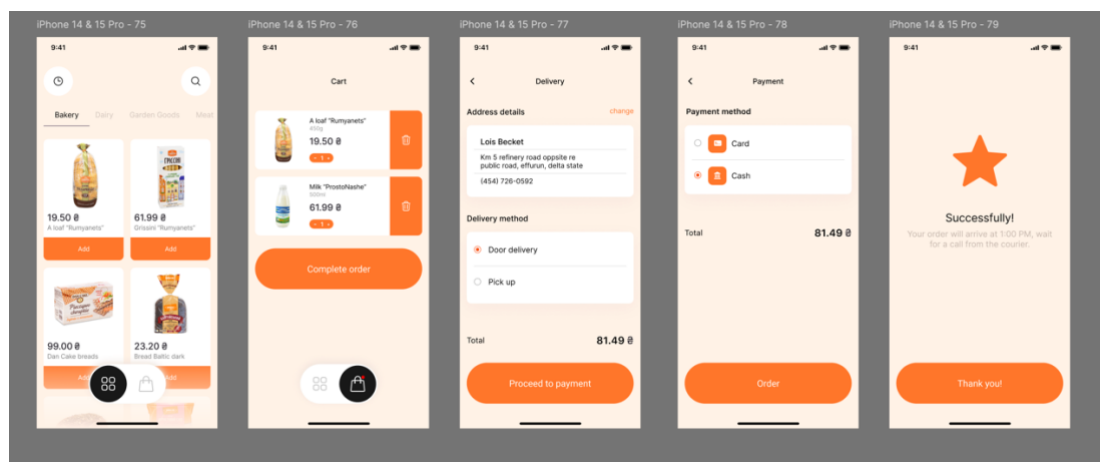 iPhone 14 & 15 Pro - 75
9:41
Bakery Dairy Garden Goods Meat
19.50 ₴
A loaf "Rumyanets"
Add
61.99 ₴
Grissini "Rumyanets"
Add
99.00 ₴
Dan Cake breads
23.20 ₴
Bread Baltic dark
Add
iPhone 14 & 15 Pro - 76
9:41
Cart
A loaf "Rumyanets"
450g
19.50 ₴
- 1 +
Milk "ProstoNashe"
500ml
61.99 ₴
- 1 +
Complete order
iPhone 14 & 15 Pro - 77
9:41
Delivery
Address details change
Lois Becket
Km 5 refinery road oppsite re
public road, effurun, delta state
(454) 726-0592
Delivery method
Door delivery
Pick up
Total 81.49 ₴
Proceed to payment
iPhone 14 & 15 Pro - 78
9:41
Payment
Payment method
Card
Cash
Total 81.49 ₴
Order
iPhone 14 & 15 Pro - 79
9:41
Successfully!
Your order will arrive at 1:00 PM, wait
for a call from the courier.
Thank you!